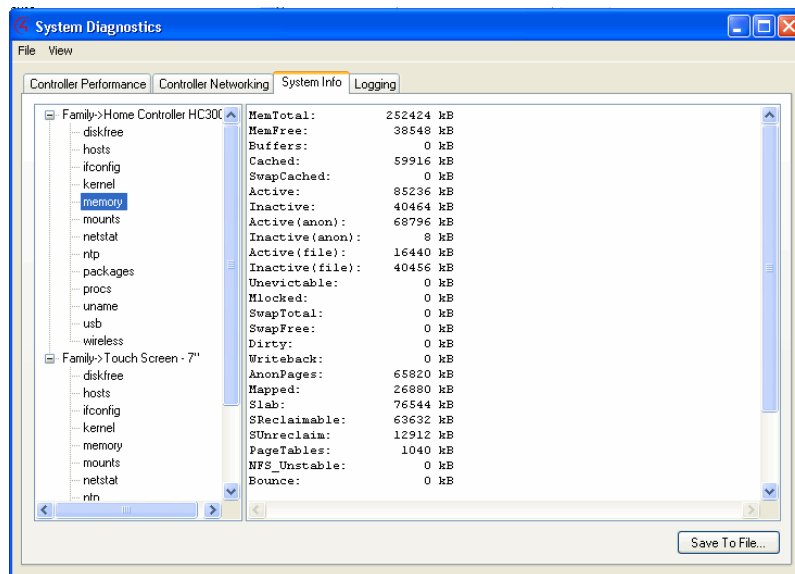 System Diagnostics
File View
Controller Performance Controller Networking System Info Logging
Family->Home Controller HC300
diskfree
hosts
ifconfig
kernel
memory
mounts
netstat
ntp
packages
procs
uname
usb
wireless
Family->Touch Screen - 7"
diskfree
hosts
ifconfig
kernel
memory
mounts
netstat
ntp
MemTotal: 252424 kB
MemFree: 38548 kB
Buffers: 0 kB
Cached: 59916 kB
SwapCached: 0 kB
Active: 85236 kB
Inactive: 40464 kB
Active(anon): 68796 kB
Inactive(anon): 8 kB
Active(file): 16440 kB
Inactive(file): 40456 kB
Unevictable: 0 kB
Mlocked: 0 kB
SwapTotal: 0 kB
SwapFree: 0 kB
Dirty: 0 kB
Writeback: 0 kB
AnonPages: 65820 kB
Mapped: 26880 kB
Slab: 76544 kB
SReclaimable: 63632 kB
SUnreclaim: 12912 kB
PageTables: 1040 kB
NFS_Unstable: 0 kB
Bounce: 0 kB
Save To File...